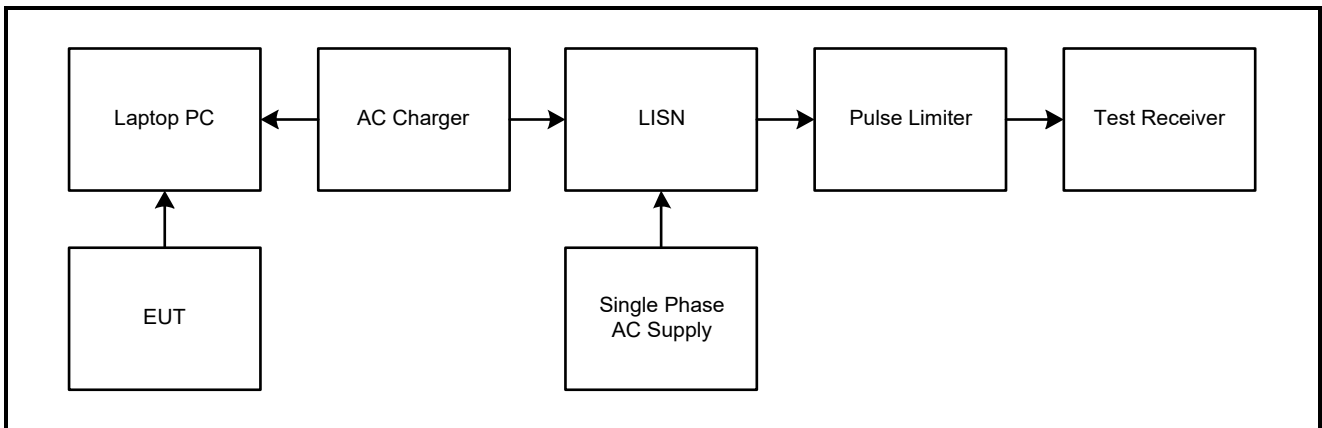 Laptop PC
AC Charger
LISN
Pulse Limiter
Test Receiver
EUT
Single Phase
AC Supply